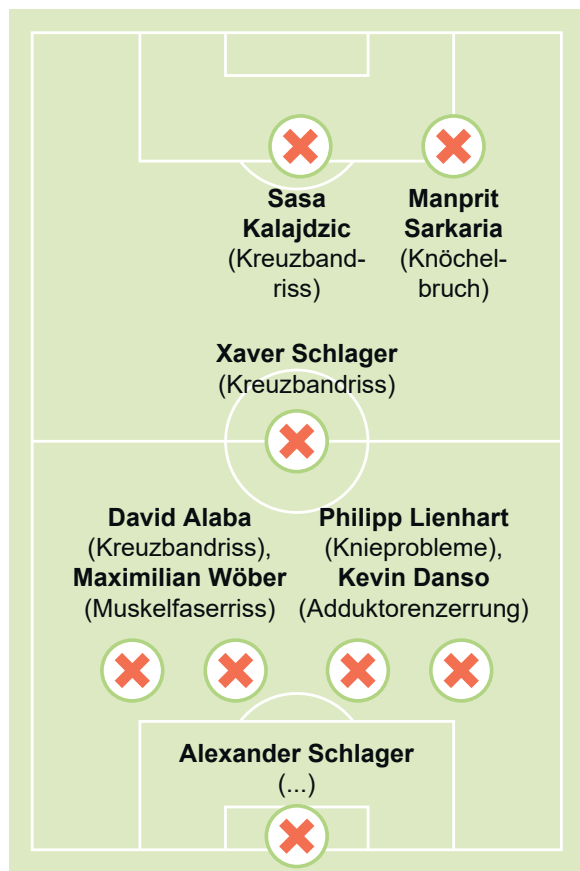 Sasa
Kalajdzic
(Kreuzband-
riss)
Manprit
Sarkaria
(Knöchel-
bruch)
Xaver Schlager
(Kreuzbandriss)
David Alaba
(Kreuzbandriss),
Maximilian Wöber
(Muskelfaserriss)
Philipp Lienhart
(Knieprobleme),
Kevin Danso
(Adduktorenzerrung)
Alexander Schlager
(...)